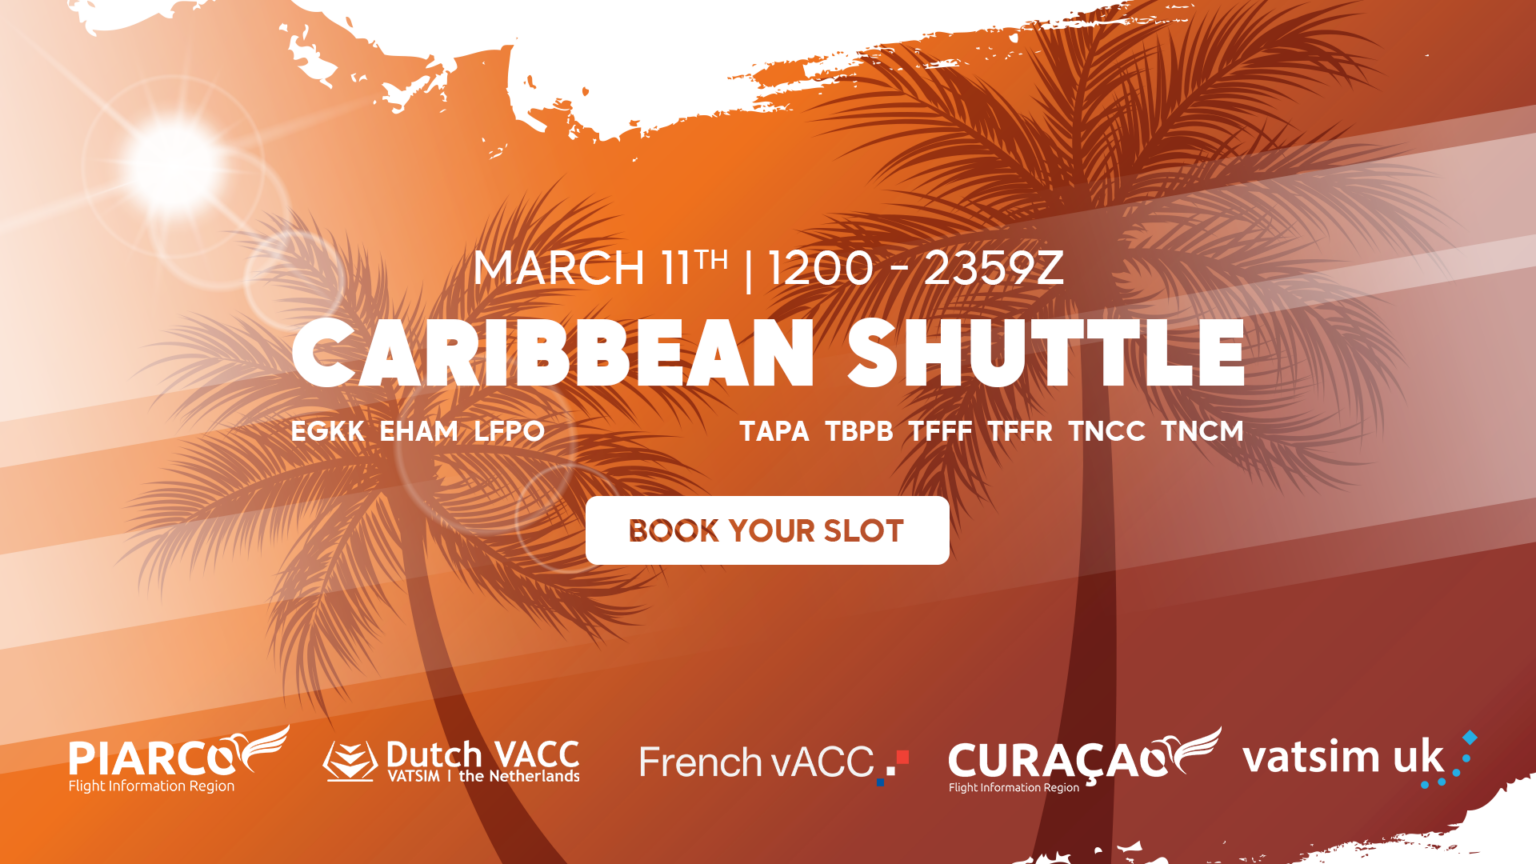 MARCH 11TH | 1200 - 2359Z
CARIBBEAN SHUTTLE
EGKK EHAM LFPO TAPA TBPB TFFF TFFR TNCC TNCM
BOOK YOUR SLOT
PIARCO
Flight Information Region
Dutch VACC
VATSIM | the Netherlands
French vACC
CURAÇAO
Flight Information Region
vatsim uk